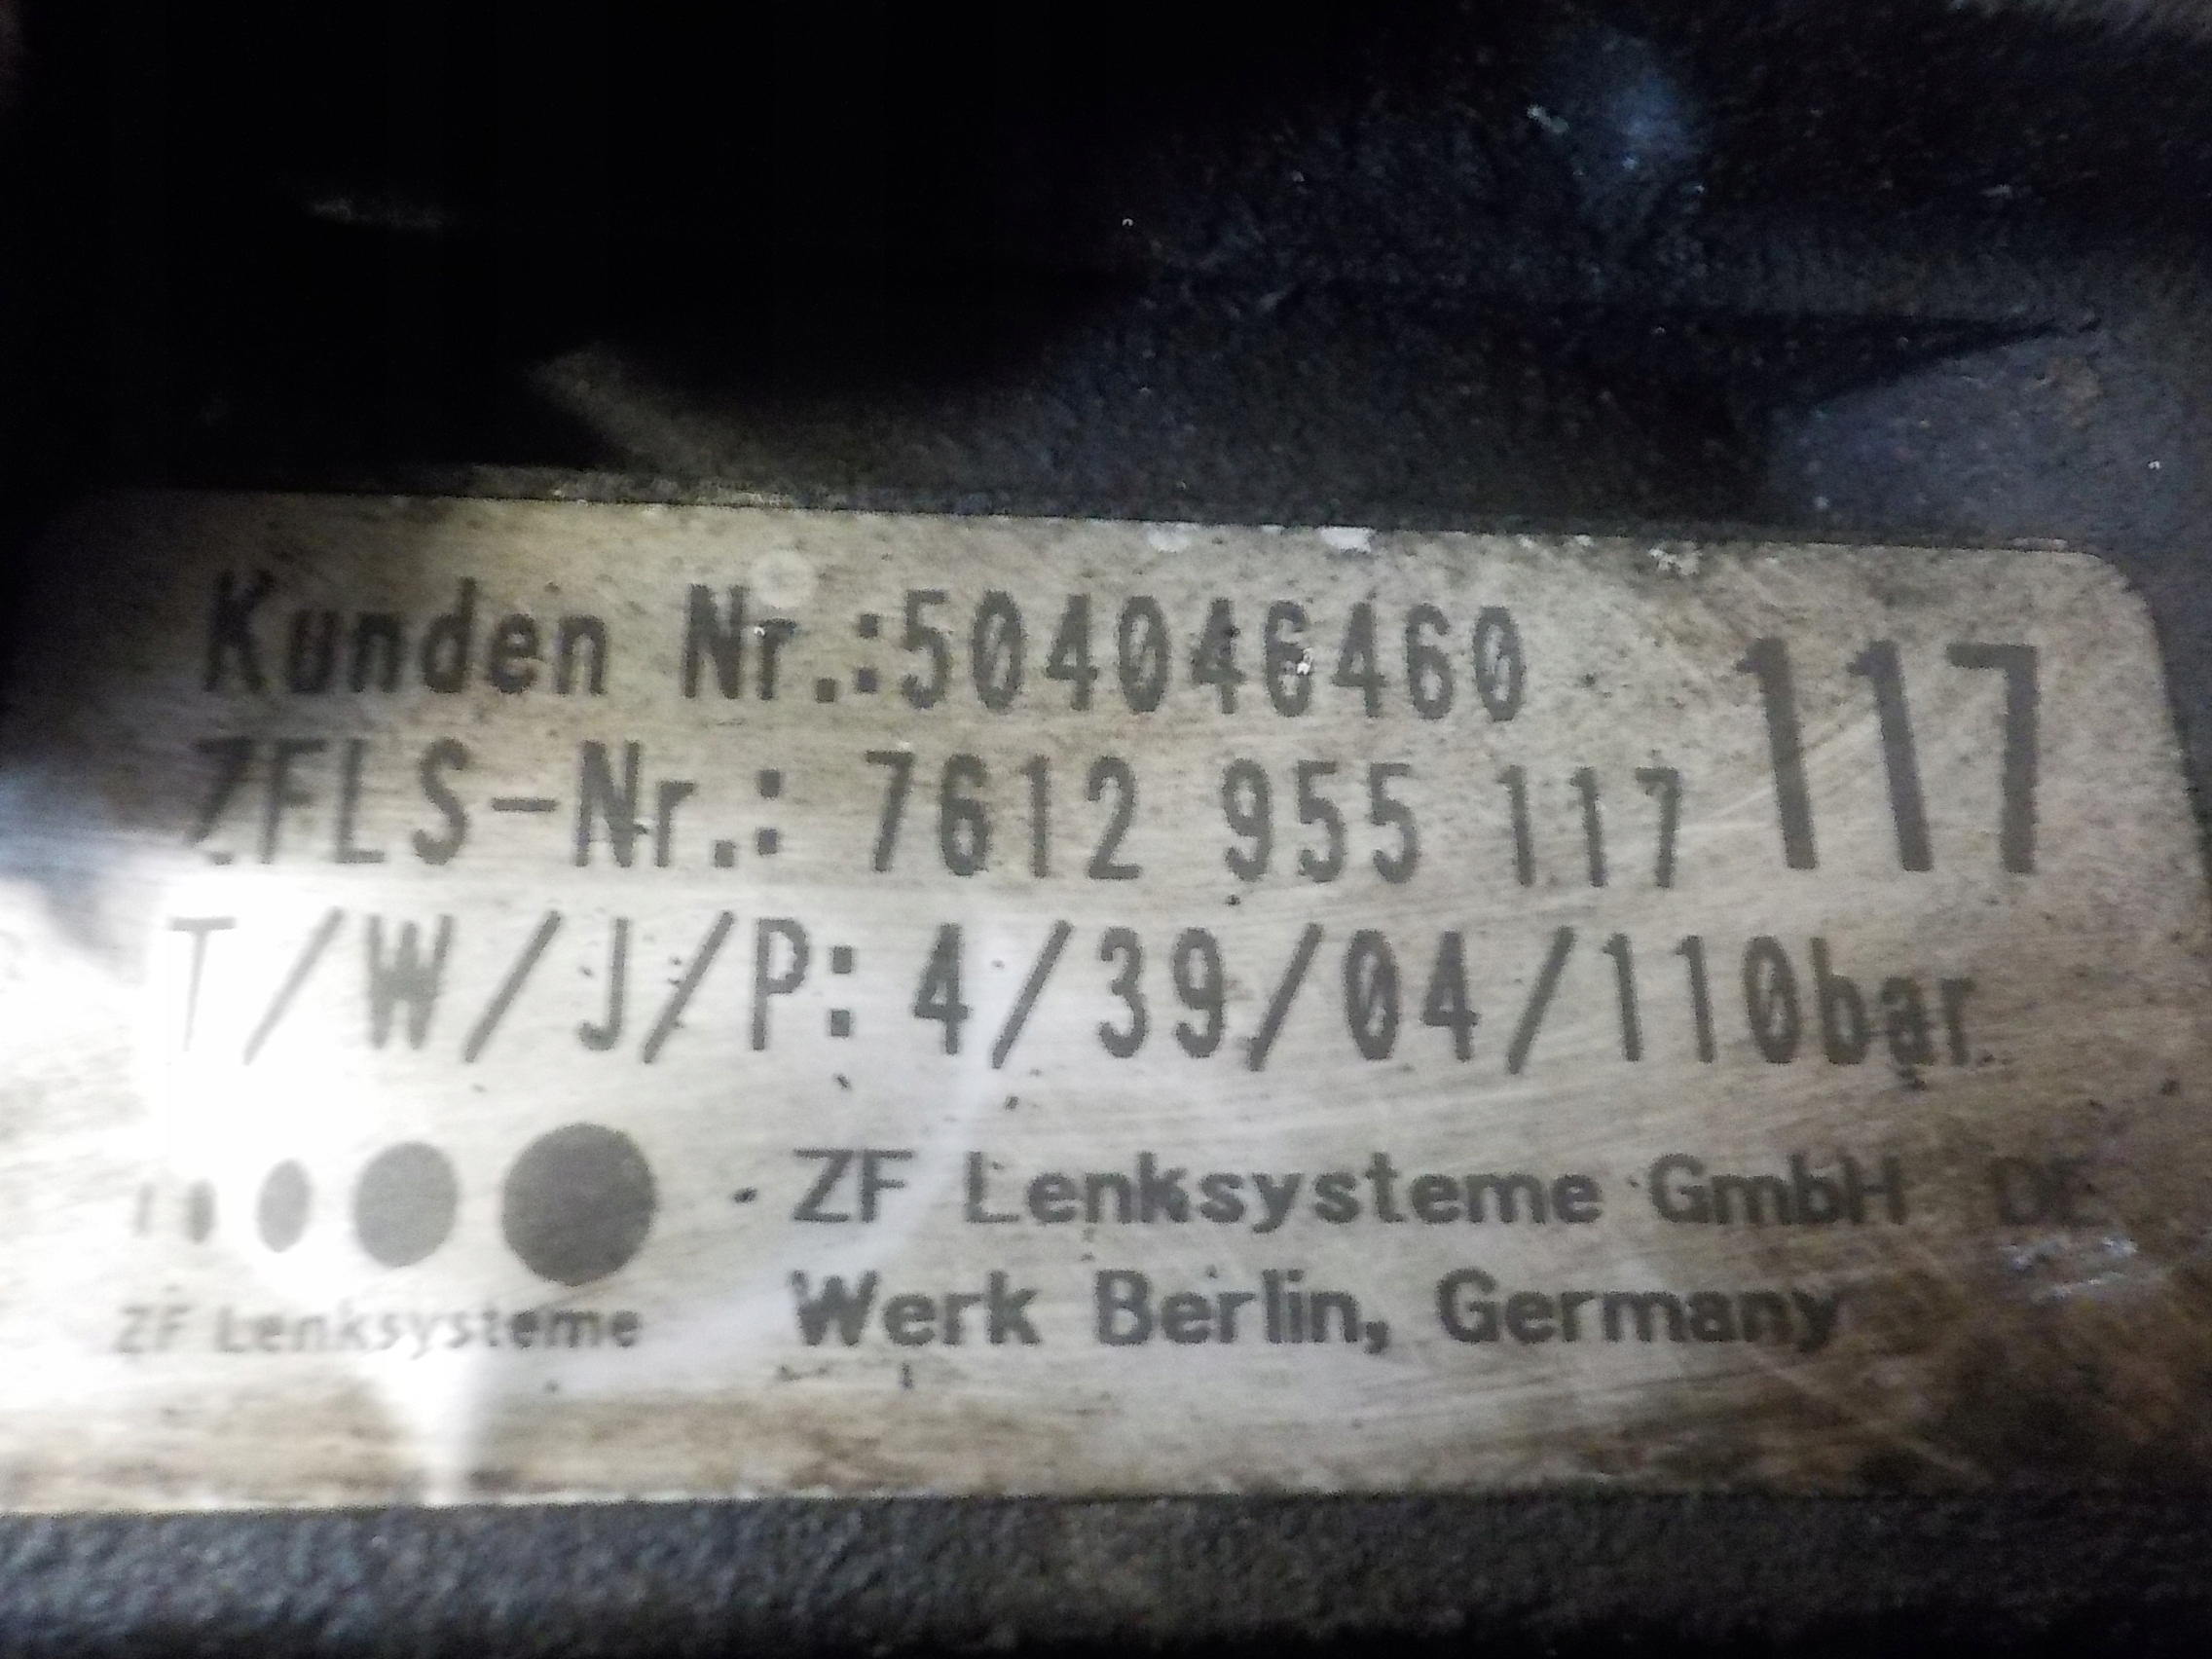 Kunden Nr.:504046460
ZFLS-Nr.: 7612 955 117
117
T/W/J/P: 4/39/04/110bar
ZF Lenksysteme
ZF Lenksysteme GmbH DE
Werk Berlin, Germany